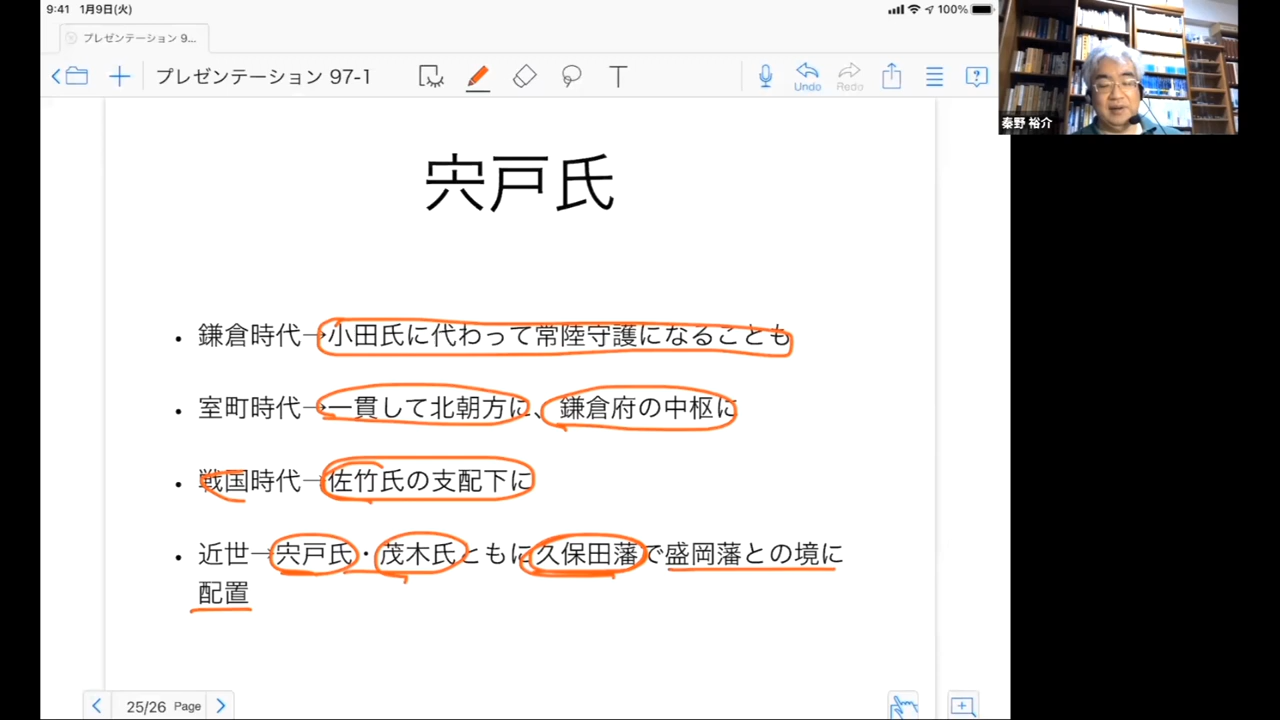 9:41 1月9日(火)
100%
プレゼンテーション 9...
プレゼンテーション 97-1
T
Undo
Redo
?
秦野 裕介
宍戸氏
• 鎌倉時代→小田氏に代わって常陸守護になることも
• 室町時代→一貫して北朝方に、鎌倉府の中枢に
• 戦国時代→佐竹氏の支配下に
• 近世→宍戸氏・茂木氏ともに久保田藩で盛岡藩との境に
配置
25/26 Page